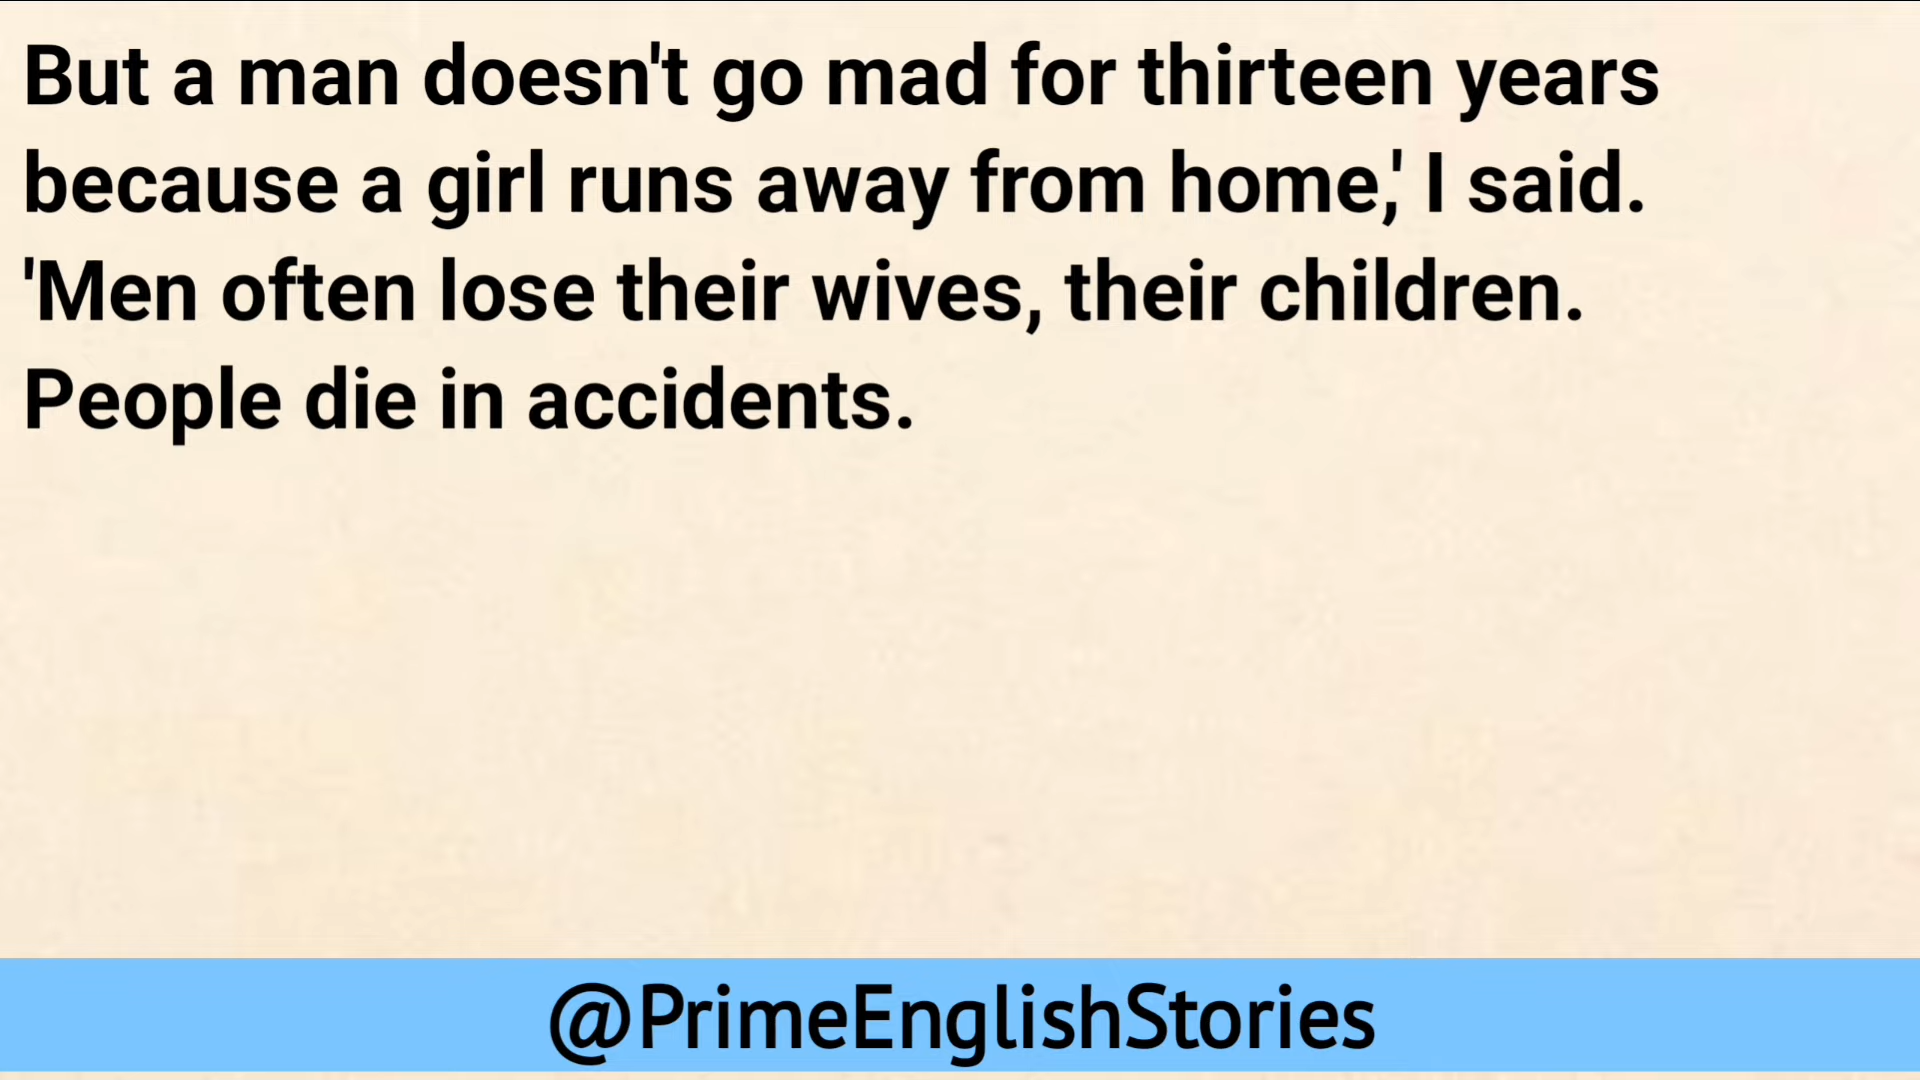 But a man doesn't go mad for thirteen years
because a girl runs away from home,' I said.
'Men often lose their wives, their children.
People die in accidents.
@PrimeEnglishStories